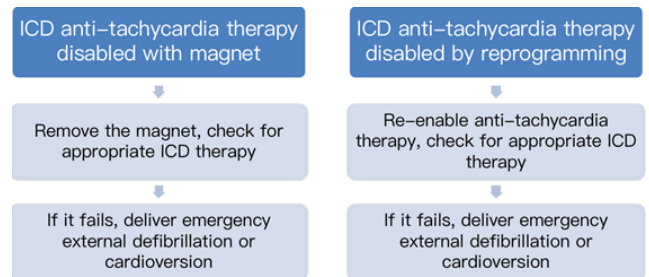 ICD anti-tachycardia therapy
disabled with magnet
Remove the magnet, check for
appropriate ICD therapy
If it fails, deliver emergency
external defibrillation or
cardioversion
ICD anti-tachycardia therapy
disabled by reprogramming
Re-enable anti-tachycardia
therapy, check for appropriate ICD
therapy
If it fails, deliver emergency
external defibrillation or
cardioversion